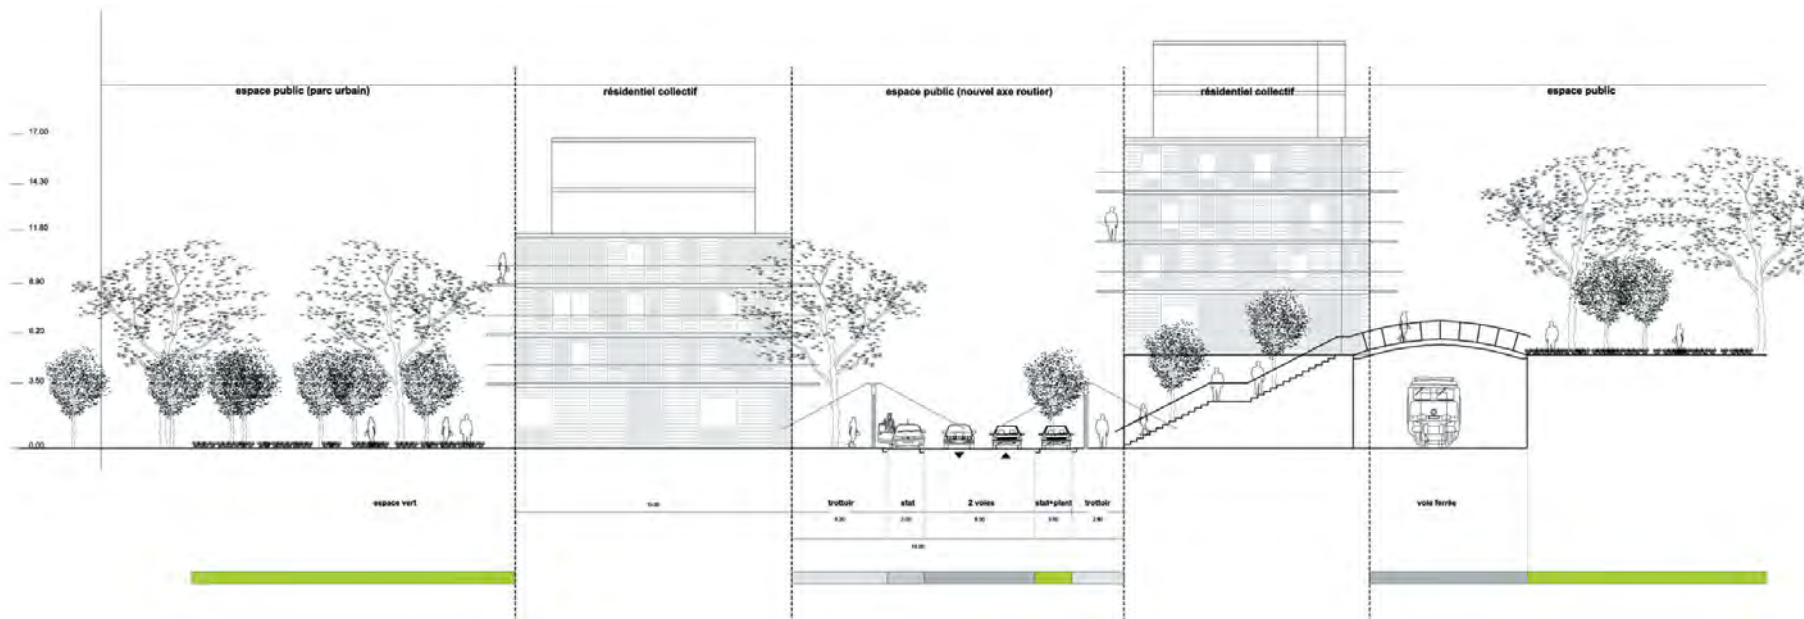 espace public (parc urbain)
résidentiel collectif
espace public (nouvel axe routier)
résidentiel collectif
espace public
17.00
14.30
11.60
8.90
6.20
3.50
0.00
espace vert
trottoir
stat
2 voies
stat+plant
trottoir
voie ferrée